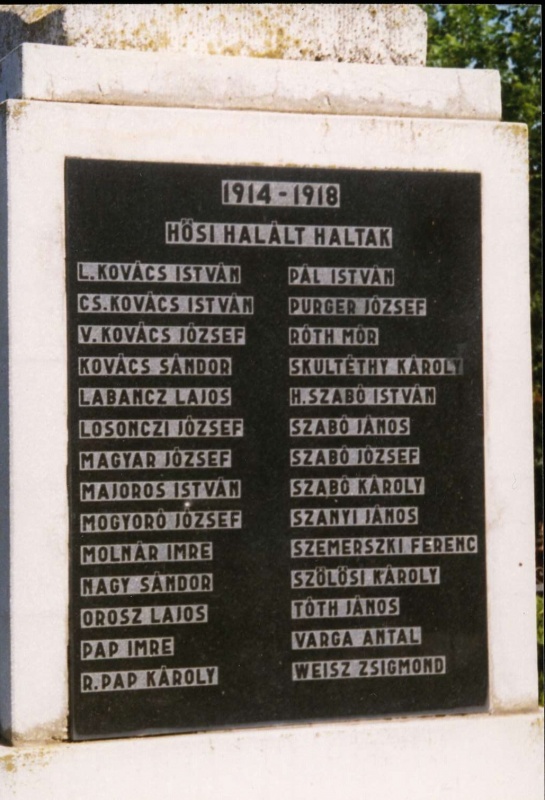 1914-1918
HŐSI HALÁLT HALTAK
L.KOVÁCS ISTVÁN
CS.KOVÁCS ISTVÁN
V.KOVÁCS JÓZSEF
KOVÁCS SÁNDOR
LABANCZ LAJOS
LOSONCZI JÓZSEF
MAGYAR JÓZSEF
MAJOROS ISTVÁN
MOGYORÓ JÓZSEF
MOLNÁR IMRE
NAGY SÁNDOR
OROSZ LAJOS
PAP IMRE
R.PAP KÁROLY
PÁL ISTVÁN
PURGER JÓZSEF
RÓTH MÓR
SKULTÉTHY KÁROLY
H.SZABÓ ISTVÁN
SZABÓ JÁNOS
SZABÓ JÓZSEF
SZABÓ KÁROLY
SZANYI JÁNOS
SZEMERSZKI FERENC
SZÖLŐSI KÁROLY
TÓTH JÁNOS
VARGA ANTAL
WEISZ ZSIGMOND